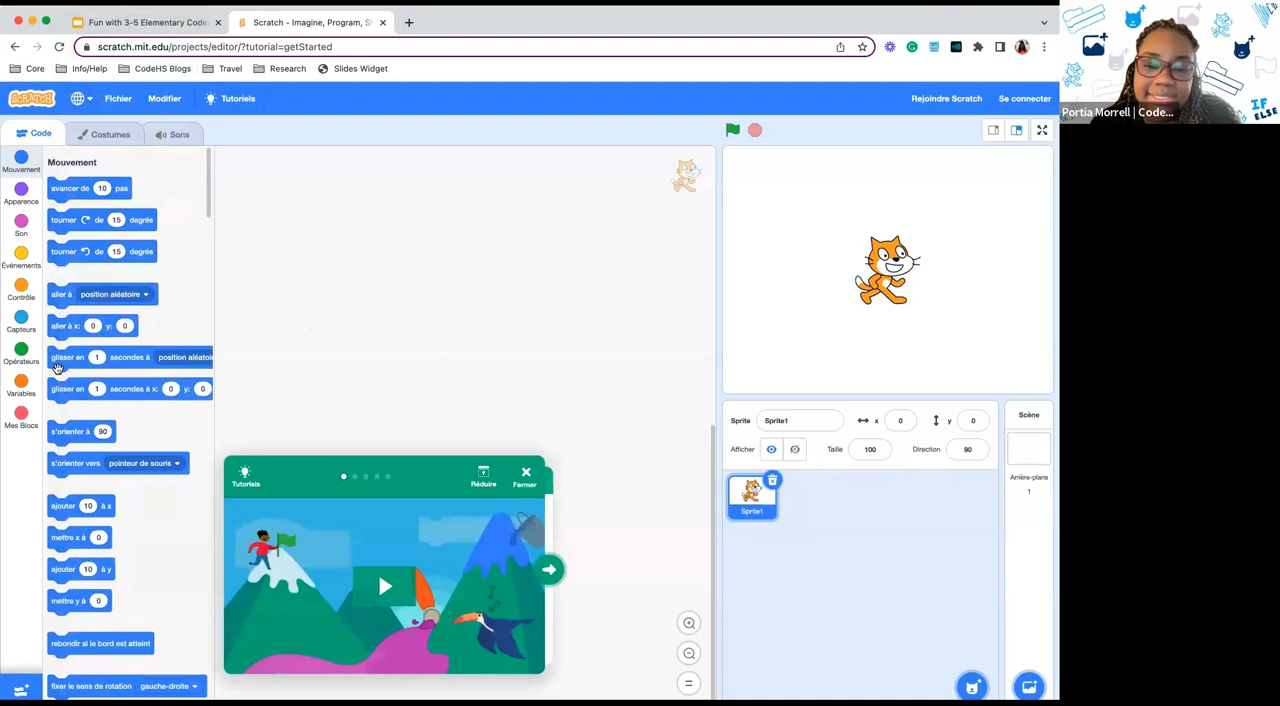 Fun with 3-5 Elementary Code
Scratch - Imagine, Program, Sh
scratch.mit.edu/projects/editor/?tutorial=getStarted
Core
Info/Help
CodeHS Blogs
Travel
Research
Slides Widget
SCRATCH
Fichier
Modifier
Tutoriels
Rejoindre Scratch
Se connecter
Code
Costumes
Sons
Mouvement
Apparence
Son
Événements
Contrôle
Capteurs
Opérateurs
Variables
Mes Blocs
Mouvement
avancer de 10 pas
tourner de 15 degrés
tourner de 15 degrés
aller à position aléatoire
aller à x: 0 y: 0
glisser en 1 secondes à position aléatoir
glisser en 1 secondes à x: 0 y: 0
s'orienter à 90
s'orienter vers pointeur de souris
ajouter 10 à x
mettre x à 0
ajouter 10 à y
mettre y à 0
rebondir si le bord est atteint
fixer le sens de rotation gauche-droite
Tutoriels
Réduire
Fermer
Sprite Sprite1 x 0 y 0
Afficher Taille 100 Direction 90
Sprite1
Scène
Arrière-plans
1
IF
ELSE
Portia Morrell | Code...